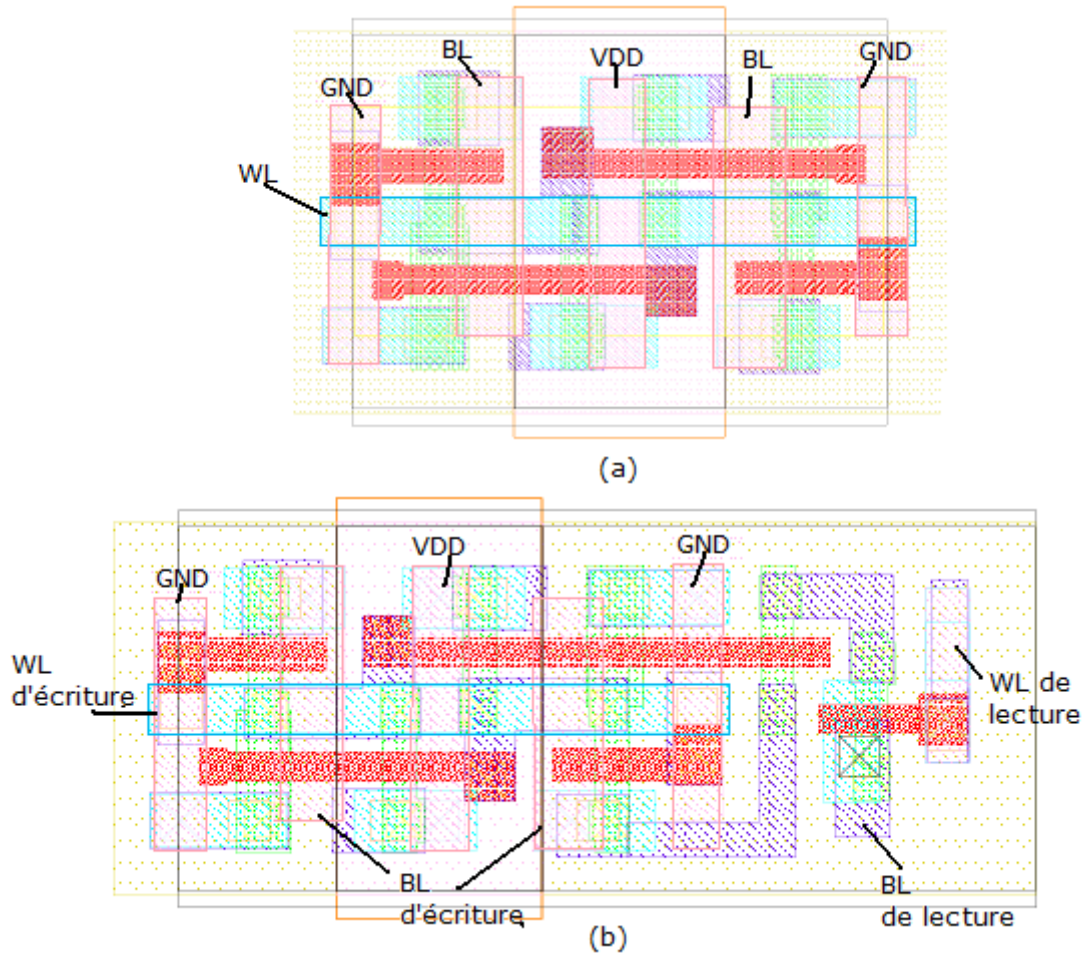 BL
VDD
BL
GND
GND
WL
(a)
VDD
GND
GND
WL
d'écriture
WL de
lecture
BL
d'écriture
BL
de lecture
(b)